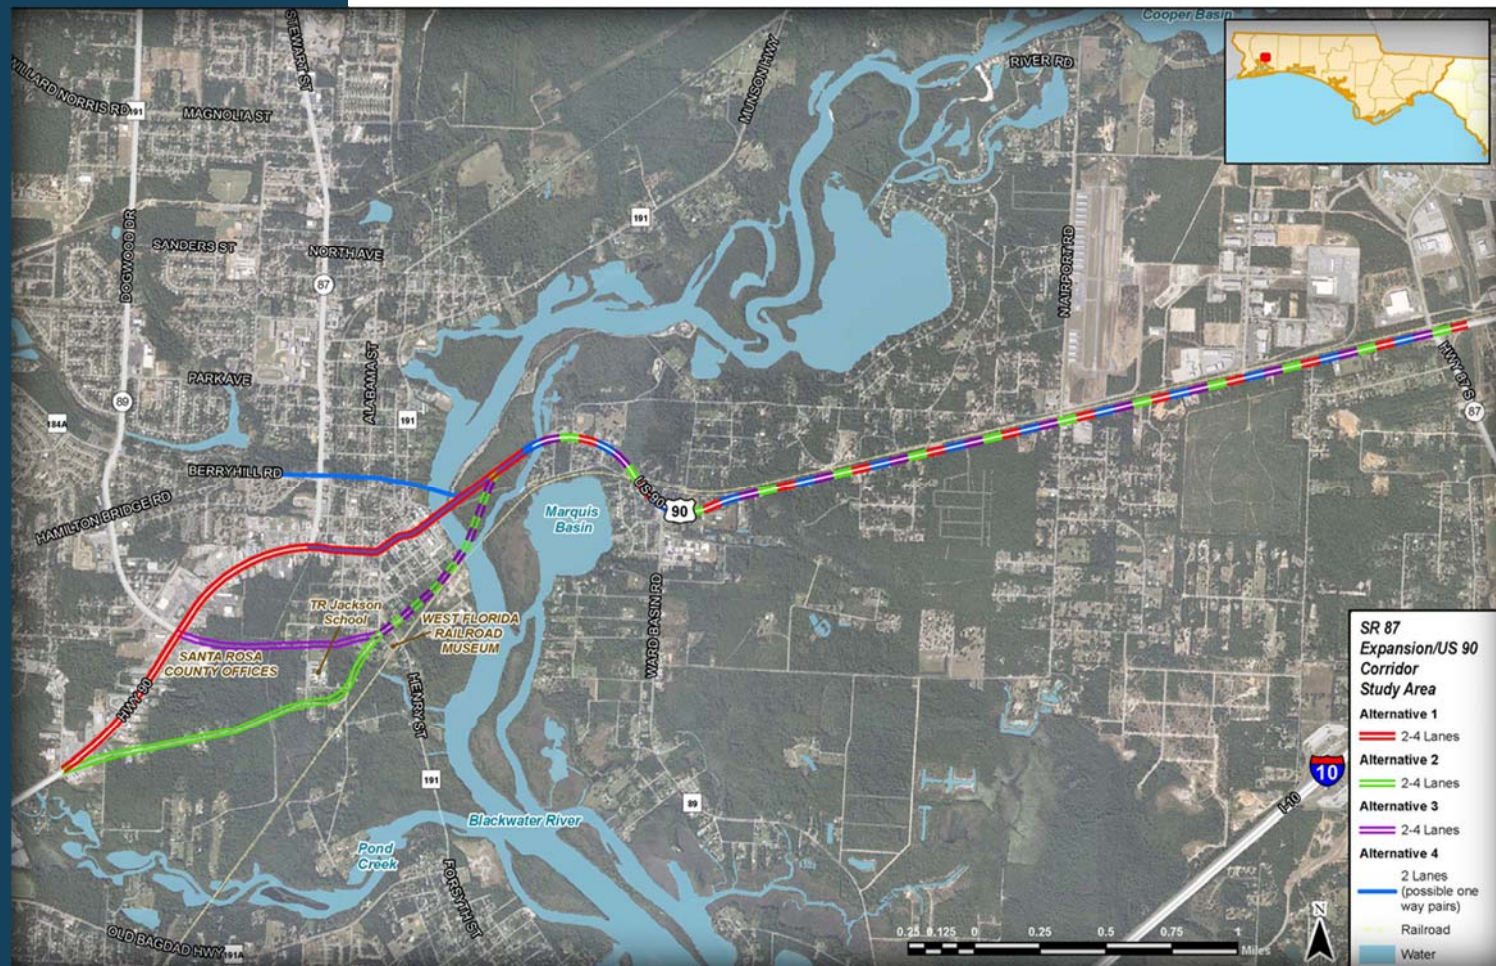 Cooper Basin
STEWART ST
MUNSON HWY
RIVER RD
WILLARD NORRIS RD
191
MAGNOLIA ST
DOGWOOD DR
SANDERS ST
NORTH AVE
191
N AIRPORT RD
87
ALABAMA ST
PARK AVE
HWY 87 S
89
191
87
184A
BERRYHILL RD
US-90
90
HAMILTON BRIDGE RD
Marquis
Basin
TR Jackson
School
WEST FLORIDA
RAILROAD
MUSEUM
WARD BASIN RD
SANTA ROSA
COUNTY OFFICES
HWY 90
HENRY ST
191
89
10
I-10
Blackwater River
Pond
Creek
FORSYTH ST
OLD BAGDAD HWY
191A
SR 87
Expansion/US 90
Corridor
Study Area
Alternative 1
2-4 Lanes
Alternative 2
2-4 Lanes
Alternative 3
2-4 Lanes
Alternative 4
2 Lanes
(possible one
way pairs)
Railroad
Water
N
0.25 0.125 0 0.25 0.5 0.75 1
Miles